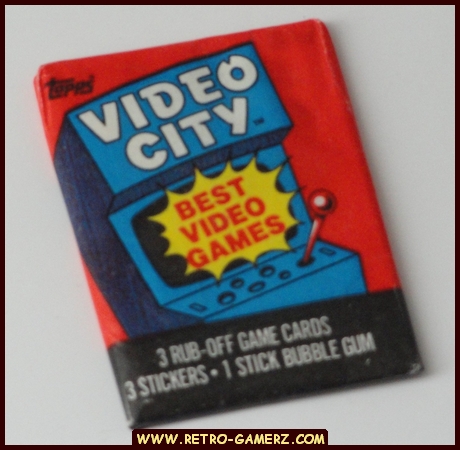 Topps
VIDEO
CITY™
BEST
VIDEO
GAMES
3 RUB-OFF GAME CARDS
3 STICKERS • 1 STICK BUBBLE GUM
WWW.RETRO-GAMERZ.COM